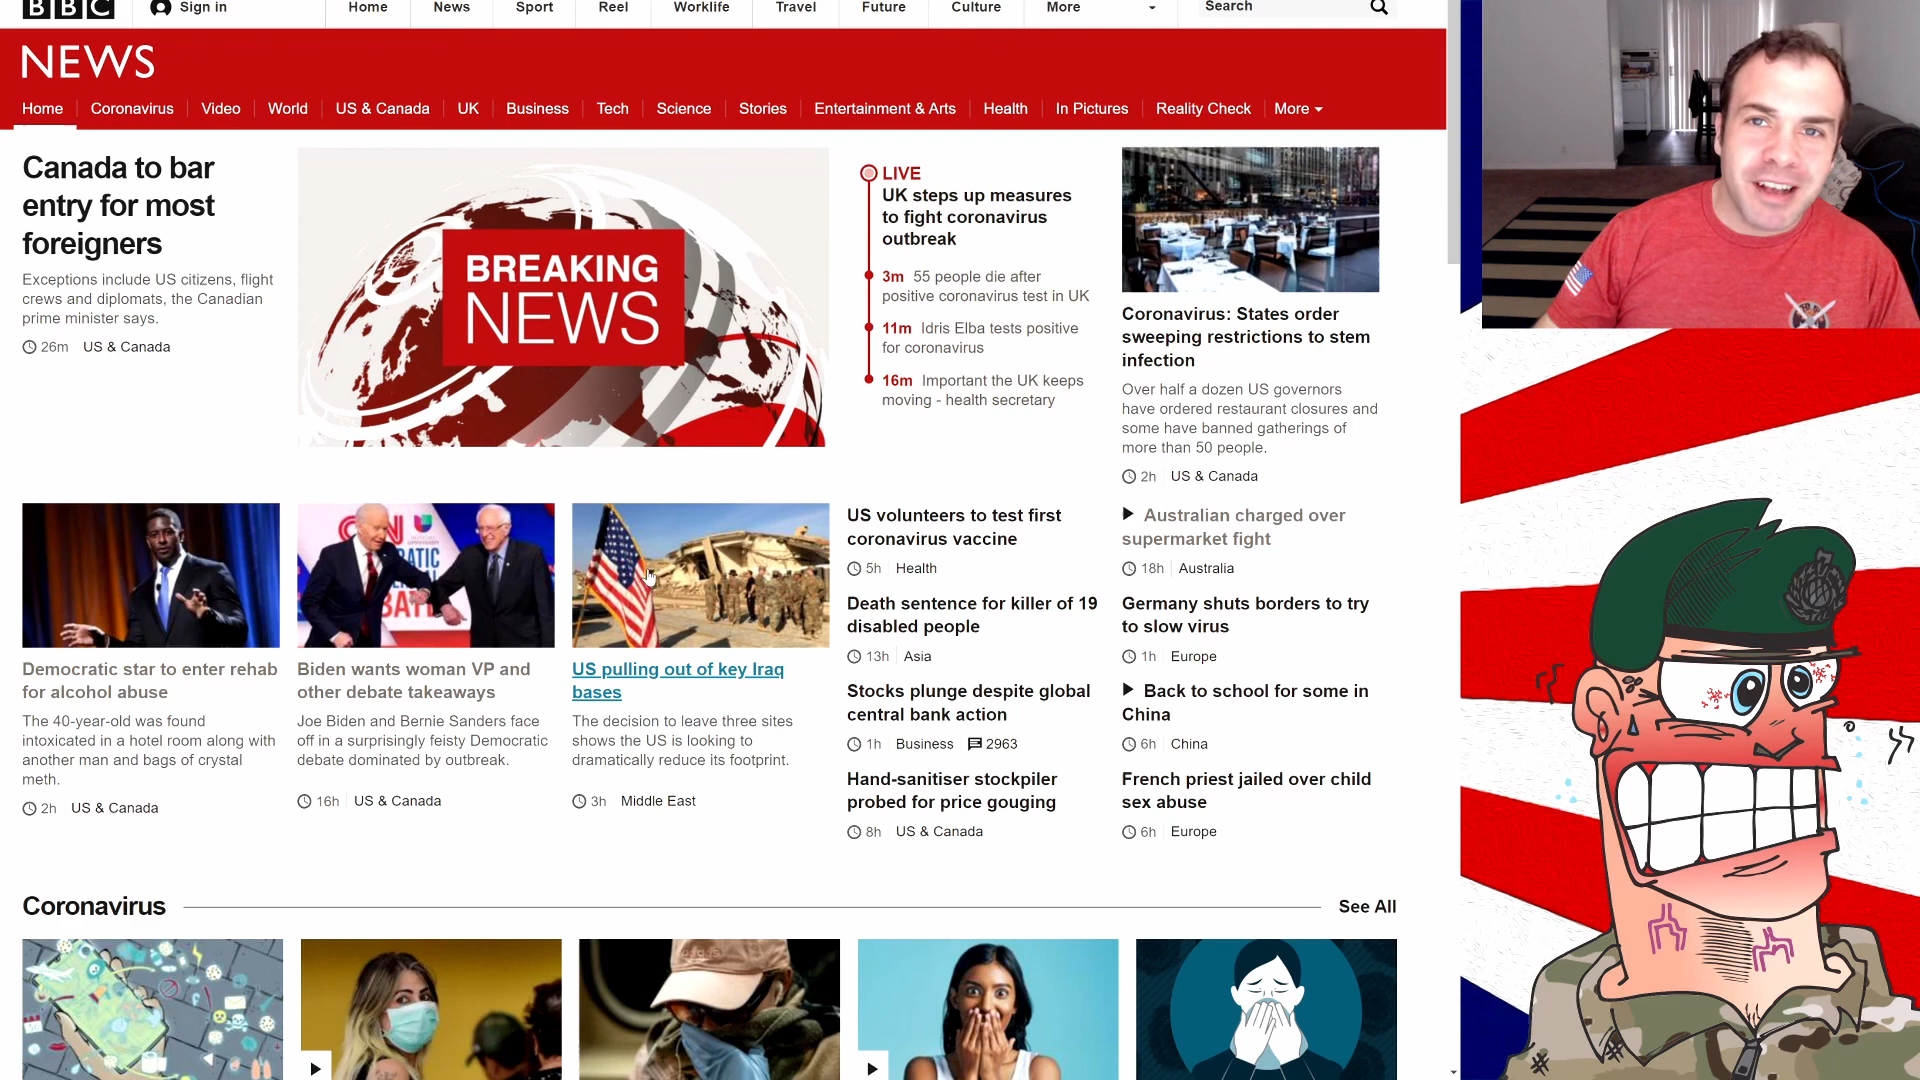 BBC
Sign in
Home
News
Sport
Reel
Worklife
Travel
Future
Culture
More
Search
NEWS
Home
Coronavirus
Video
World
US & Canada
UK
Business
Tech
Science
Stories
Entertainment & Arts
Health
In Pictures
Reality Check
More
Canada to bar
entry for most
foreigners
Exceptions include US citizens, flight
crews and diplomats, the Canadian
prime minister says.
26m US & Canada
BREAKING
NEWS
LIVE
UK steps up measures
to fight coronavirus
outbreak
3m 55 people die after
positive coronavirus test in UK
11m Idris Elba tests positive
for coronavirus
16m Important the UK keeps
moving - health secretary
Coronavirus: States order
sweeping restrictions to stem
infection
Over half a dozen US governors
have ordered restaurant closures and
some have banned gatherings of
more than 50 people.
2h US & Canada
Democratic star to enter rehab
for alcohol abuse
The 40-year-old was found
intoxicated in a hotel room along with
another man and bags of crystal
meth.
2h US & Canada
Biden wants woman VP and
other debate takeaways
Joe Biden and Bernie Sanders face
off in a surprisingly feisty Democratic
debate dominated by outbreak.
16h US & Canada
US pulling out of key Iraq
bases
The decision to leave three sites
shows the US is looking to
dramatically reduce its footprint.
3h Middle East
US volunteers to test first
coronavirus vaccine
5h Health
Death sentence for killer of 19
disabled people
13h Asia
Stocks plunge despite global
central bank action
1h Business 2963
Hand-sanitiser stockpiler
probed for price gouging
8h US & Canada
Australian charged over
supermarket fight
18h Australia
Germany shuts borders to try
to slow virus
1h Europe
Back to school for some in
China
6h China
French priest jailed over child
sex abuse
6h Europe
Coronavirus
See All